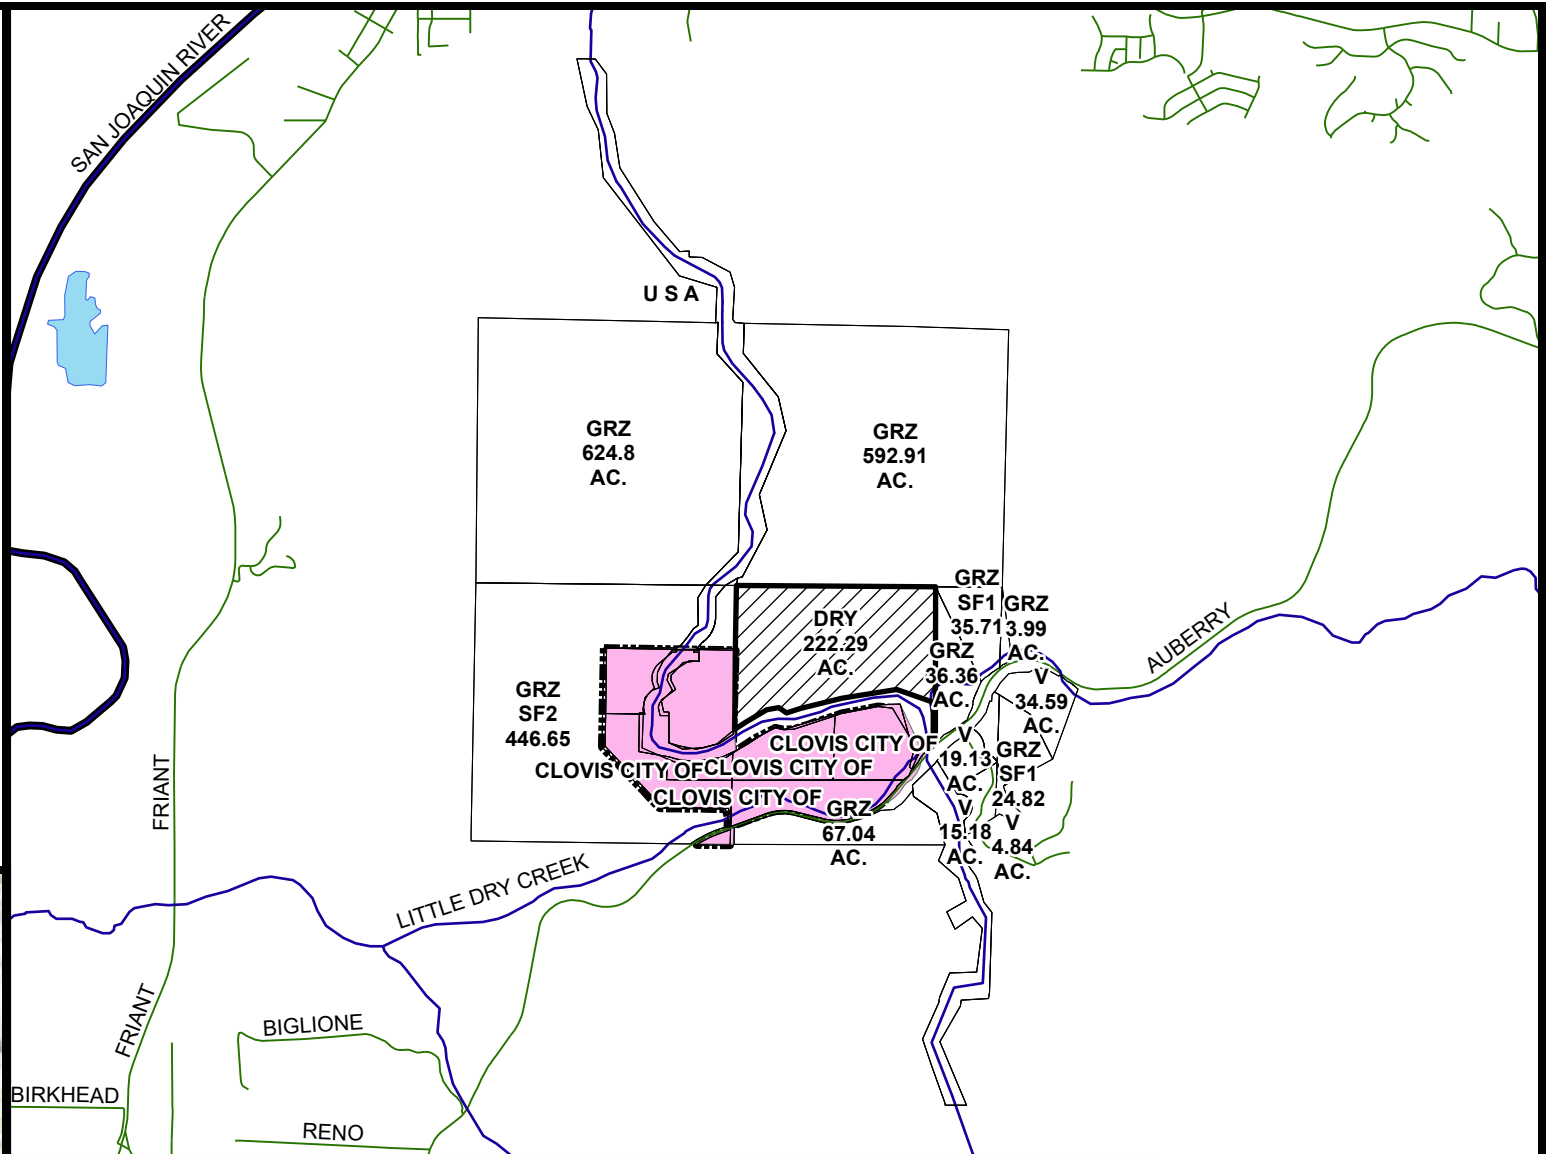 SAN JOAQUIN RIVER
U S A
GRZ
624.8
AC.
GRZ
592.91
AC.
DRY
222.29
AC.
GRZ
SF1
35.71
GRZ
3.99
AC.
GRZ
36.36
AC.
V
34.59
AC.
AUBERRY
GRZ
SF2
446.65
CLOVIS CITY OF
CLOVIS CITY OF
CLOVIS CITY OF
CLOVIS CITY OF
V
19.13
AC.
GRZ
SF1
24.82
GRZ
67.04
AC.
V
15.18
AC.
V
4.84
AC.
FRIANT
LITTLE DRY CREEK
FRIANT
BIGLIONE
BIRKHEAD
RENO